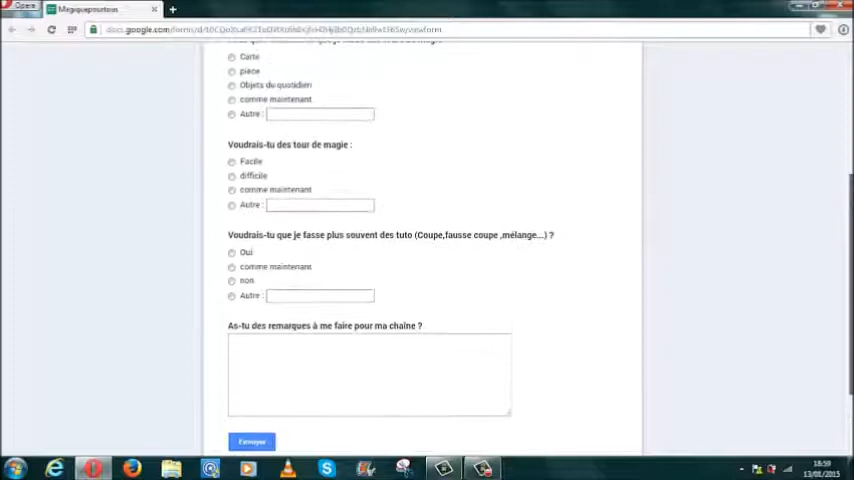 Opera
Magiquepourtous
docs.google.com/forms/d/
Carte
pièce
Objets du quotidien
comme maintenant
Autre :
Voudrais-tu des tour de magie :
Facile
difficile
comme maintenant
Autre :
Voudrais-tu que je fasse plus souvent des tuto (Coupe,fausse coupe ,mélange...) ?
Oui
comme maintenant
non
Autre :
As-tu des remarques à me faire pour ma chaîne ?
Envoyer
18:59
13/01/2015